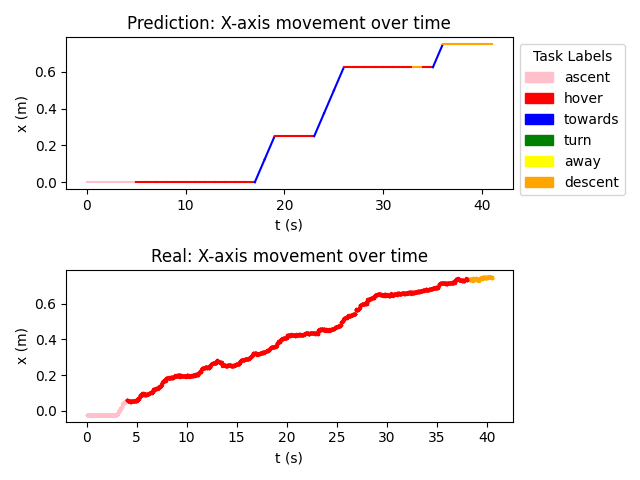 Prediction: X-axis movement over time
x (m)
0.6
0.4
0.2
0.0
0 10 20 30 40
t (s)
Task Labels
ascent
hover
towards
turn
away
descent
Real: X-axis movement over time
x (m)
0.6
0.4
0.2
0.0
0 5 10 15 20 25 30 35 40
t (s)